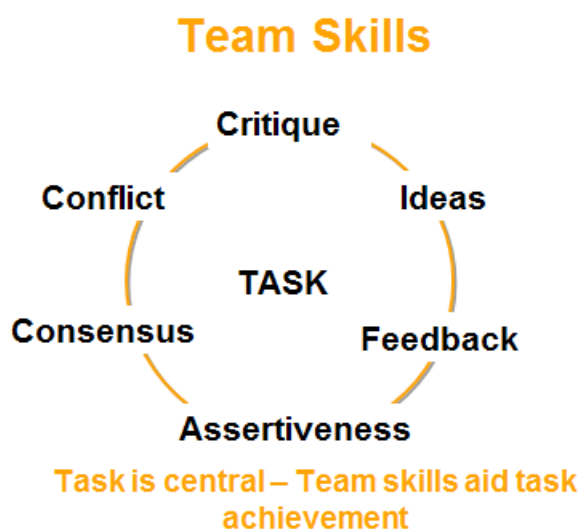 Team Skills
Critique
Conflict
Ideas
TASK
Consensus
Feedback
Assertiveness
Task is central – Team skills aid task
achievement